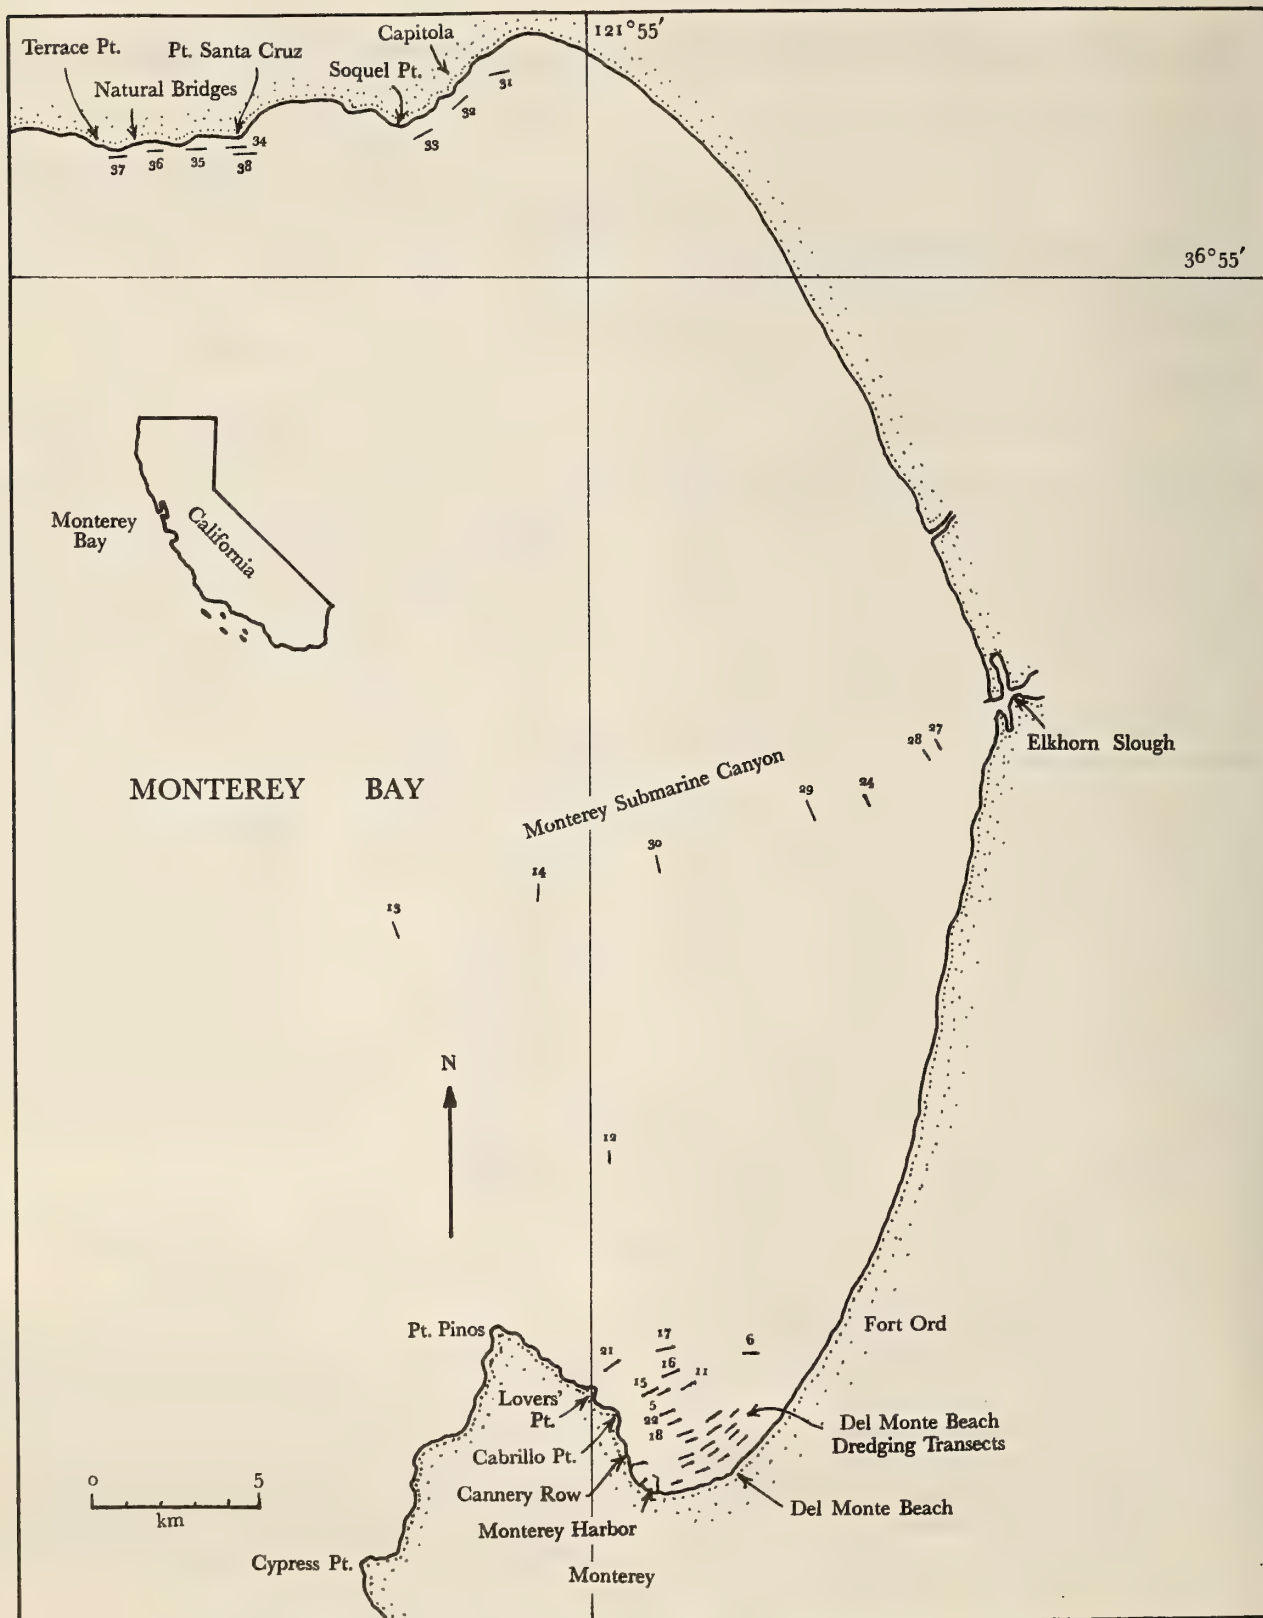 121°55′
Capitola
Terrace Pt.
Pt. Santa Cruz
Soquel Pt.
Natural Bridges
31
32
33
34
35
36
37
38
36°55′
Monterey
Bay
California
Elkhorn Slough
27
28
MONTEREY BAY
Monterey Submarine Canyon
29
24
30
14
13
N
12
Pt. Pinos
Fort Ord
17
6
21
16
11
15
5
22
18
Lovers'
Pt.
Del Monte Beach
Dredging Transects
Cabrillo Pt.
0 5
km
Cannery Row
Del Monte Beach
Monterey Harbor
Cypress Pt.
Monterey